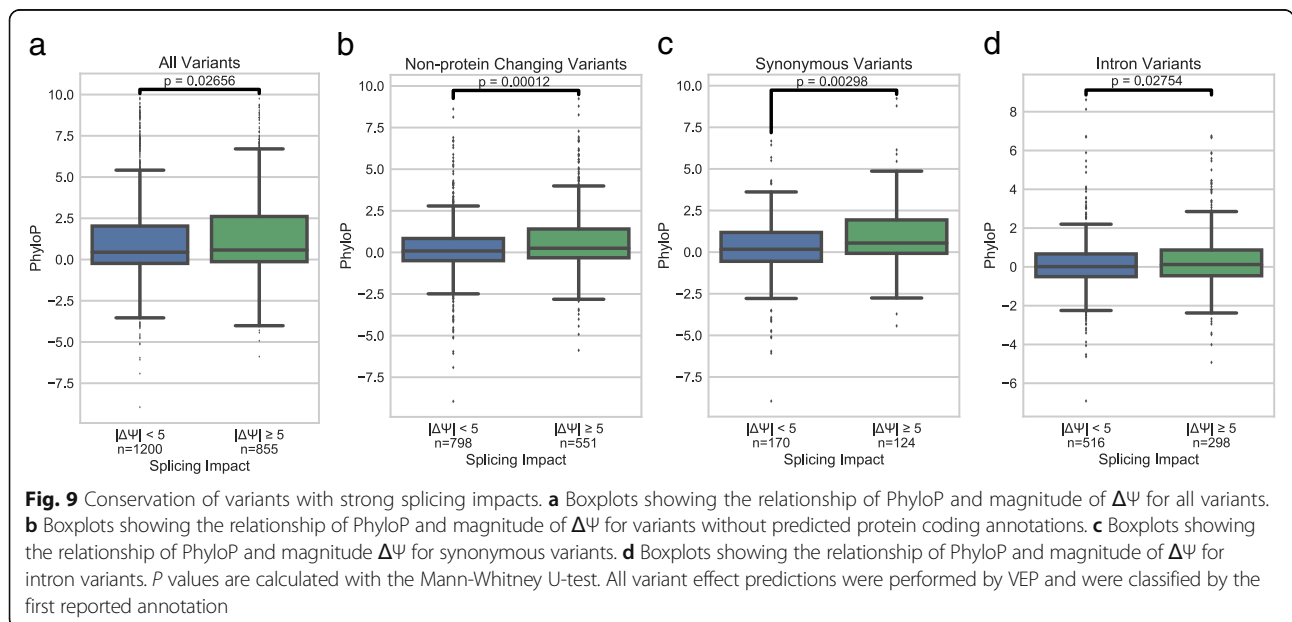 a
All Variants
p = 0.02656
10.0
7.5
5.0
2.5
0.0
−2.5
−5.0
−7.5
PhyloP
|ΔΨ| < 5
n=1200
|ΔΨ| ≥ 5
n=855
Splicing Impact
b
Non-protein Changing Variants
p = 0.00012
10.0
7.5
5.0
2.5
0.0
−2.5
−5.0
−7.5
PhyloP
|ΔΨ| < 5
n=798
|ΔΨ| ≥ 5
n=551
Splicing Impact
c
Synonymous Variants
p = 0.00298
10.0
7.5
5.0
2.5
0.0
−2.5
−5.0
−7.5
PhyloP
|ΔΨ| < 5
n=170
|ΔΨ| ≥ 5
n=124
Splicing Impact
d
Intron Variants
p = 0.02754
8
6
4
2
0
−2
−4
−6
PhyloP
|ΔΨ| < 5
n=516
|ΔΨ| ≥ 5
n=298
Splicing Impact
Fig. 9 Conservation of variants with strong splicing impacts. a Boxplots showing the relationship of PhyloP and magnitude of ΔΨ for all variants.
b Boxplots showing the relationship of PhyloP and magnitude of ΔΨ for variants without predicted protein coding annotations. c Boxplots showing
the relationship of PhyloP and magnitude ΔΨ for synonymous variants. d Boxplots showing the relationship of PhyloP and magnitude of ΔΨ for
intron variants. P values are calculated with the Mann-Whitney U-test. All variant effect predictions were performed by VEP and were classified by the
first reported annotation